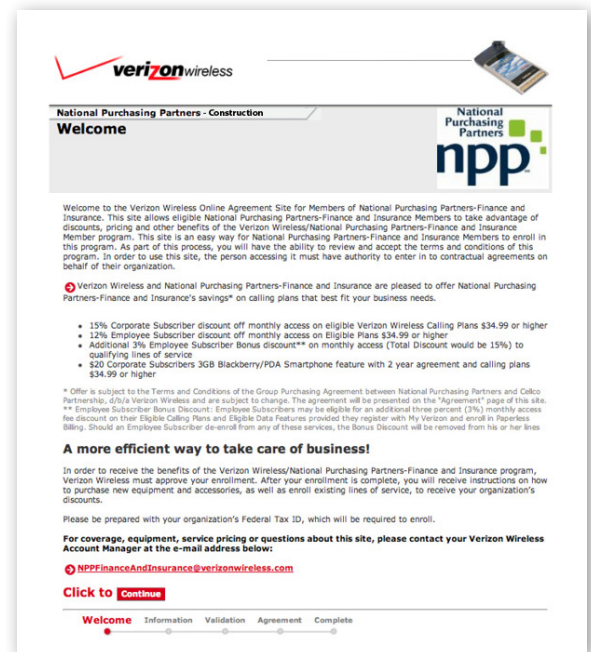 verizonwireless
National Purchasing Partners - Construction
Welcome
National
Purchasing
Partners
npp
Welcome to the Verizon Wireless Online Agreement Site for Members of National Purchasing Partners-Finance and
Insurance. This site allows eligible National Purchasing Partners-Finance and Insurance Members to take advantage of
discounts, pricing and other benefits of the Verizon Wireless/National Purchasing Partners-Finance and Insurance
Member program. This site is an easy way for National Purchasing Partners-Finance and Insurance Members to enroll in
this program. As part of this process, you will have the ability to review and accept the terms and conditions of this
program. In order to use this site, the person accessing it must have authority to enter in to contractual agreements on
behalf of their organization.
Verizon Wireless and National Purchasing Partners-Finance and Insurance are pleased to offer National Purchasing
Partners-Finance and Insurance's savings* on calling plans that best fit your business needs.
• 15% Corporate Subscriber discount off monthly access on eligible Verizon Wireless Calling Plans $34.99 or higher
• 12% Employee Subscriber discount off monthly access on Eligible Plans $34.99 or higher
• Additional 3% Employee Subscriber Bonus discount** on monthly access (Total Discount would be 15%) to
qualifying lines of service
• $20 Corporate Subscribers 3GB Blackberry/PDA Smartphone feature with 2 year agreement and calling plans
$34.99 or higher
* Offer is subject to the Terms and Conditions of the Group Purchasing Agreement between National Purchasing Partners and Cellco
Partnership, d/b/a Verizon Wireless and are subject to change. The agreement will be presented on the "Agreement" page of this site.
** Employee Subscriber Bonus Discount: Employee Subscribers may be eligible for an additional three percent (3%) monthly access
fee discount on their Eligible Calling Plans and Eligible Data Features provided they register with My Verizon and enroll in Paperless
Billing. Should an Employee Subscriber de-enroll from any of these services, the Bonus Discount will be removed from his or her lines
A more efficient way to take care of business!
In order to receive the benefits of the Verizon Wireless/National Purchasing Partners-Finance and Insurance program,
Verizon Wireless must approve your enrollment. After your enrollment is complete, you will receive instructions on how
to purchase new equipment and accessories, as well as enroll existing lines of service, to receive your organization's
discounts.
Please be prepared with your organization's Federal Tax ID, which will be required to enroll.
For coverage, equipment, service pricing or questions about this site, please contact your Verizon Wireless
Account Manager at the e-mail address below:
NPPFinanceAndInsurance@verizonwireless.com
Click to Continue
Welcome Information Validation Agreement Complete